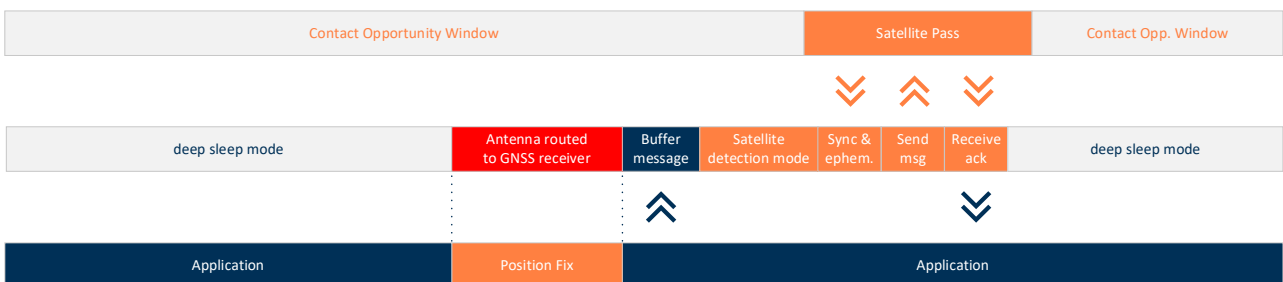 Contact Opportunity Window
Satellite Pass
Contact Opp. Window
deep sleep mode
Antenna routed
to GNSS receiver
Buffer
message
Satellite
detection mode
Sync &
ephem.
Send
msg
Receive
ack
deep sleep mode
Application
Position Fix
Application